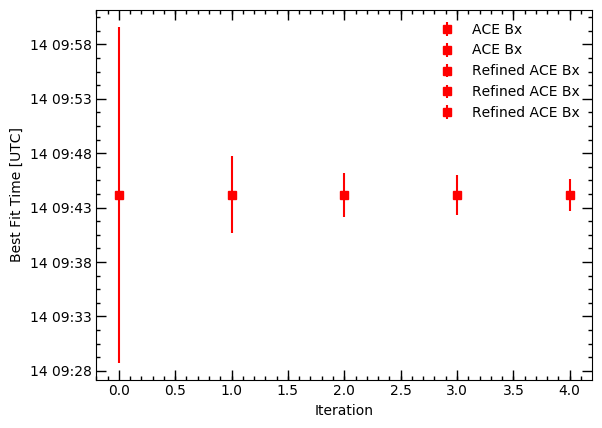 ACE Bx
ACE Bx
Refined ACE Bx
Refined ACE Bx
Refined ACE Bx
14 09:58
14 09:53
14 09:48
14 09:43
14 09:38
14 09:33
14 09:28
Best Fit Time [UTC]
0.0 0.5 1.0 1.5 2.0 2.5 3.0 3.5 4.0
Iteration